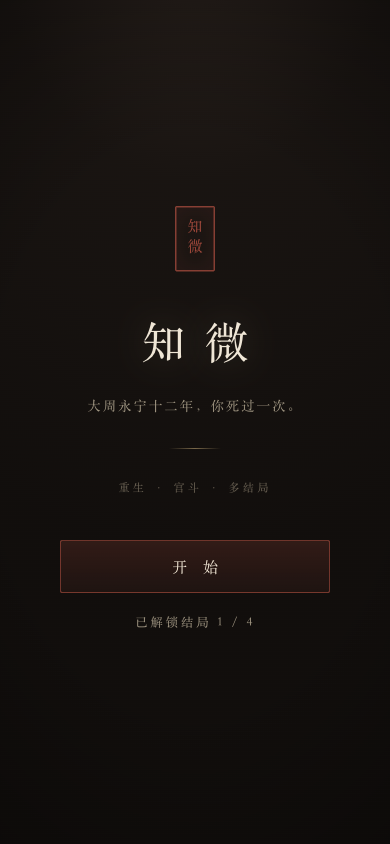 知
微
知微
大周永宁十二年，你死过一次。
重生 · 宫斗 · 多结局
开始
已解锁结局 1 / 4